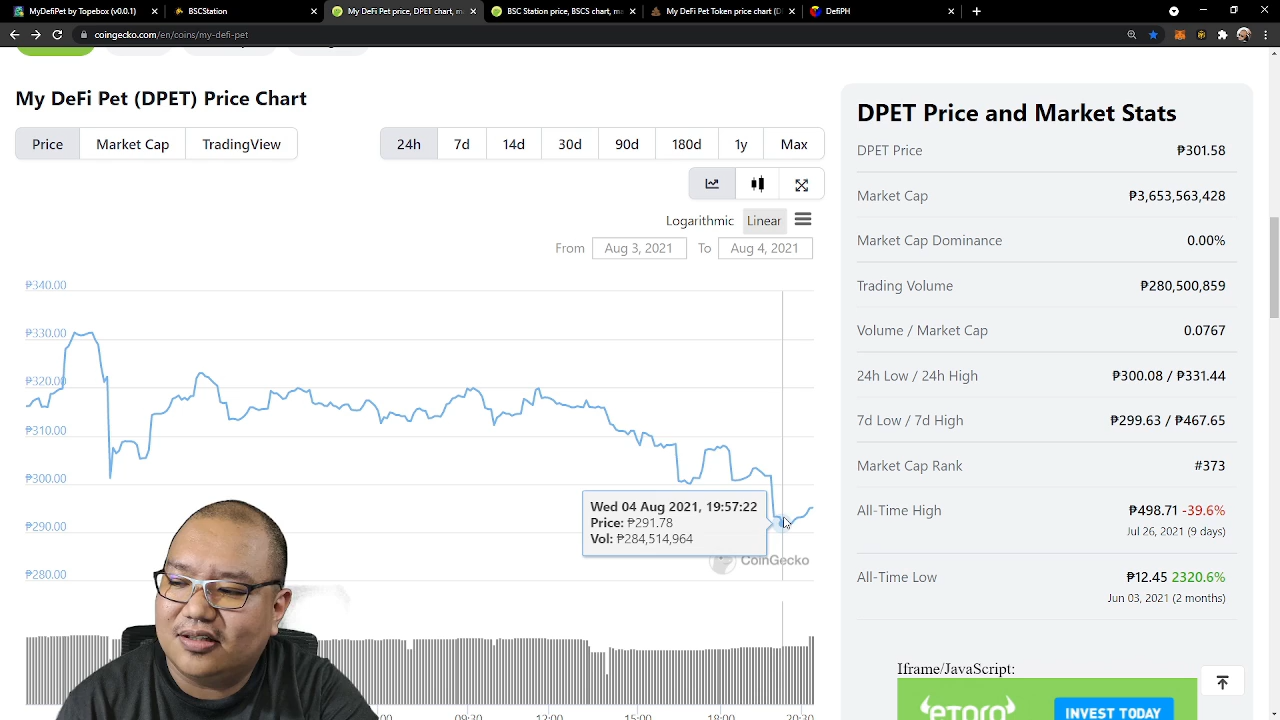 MyDefiPet by Topebox (v0.0.1)
BSCStation
My DeFi Pet price, DPET chart, m
BSC Station price, BSCS chart, m
My DeFi Pet Token price chart (D
DefiPH
coingecko.com/en/coins/my-defi-pet
My DeFi Pet (DPET) Price Chart
Price Market Cap TradingView
24h 7d 14d 30d 90d 180d 1y Max
Logarithmic Linear
From Aug 3, 2021 To Aug 4, 2021
₱340.00
₱330.00
₱320.00
₱310.00
₱300.00
₱290.00
₱280.00
Wed 04 Aug 2021, 19:57:22
Price: ₱291.78
Vol: ₱284,514,964
CoinGecko
09:30 12:00 15:00 18:00 20:30
DPET Price and Market Stats
DPET Price ₱301.58
Market Cap ₱3,653,563,428
Market Cap Dominance 0.00%
Trading Volume ₱280,500,859
Volume / Market Cap 0.0767
24h Low / 24h High ₱300.08 / ₱331.44
7d Low / 7d High ₱299.63 / ₱467.65
Market Cap Rank #373
All-Time High ₱498.71 -39.6%
Jul 26, 2021 (9 days)
All-Time Low ₱12.45 2320.6%
Jun 03, 2021 (2 months)
Iframe/JavaScript:
eToro
INVEST TODAY